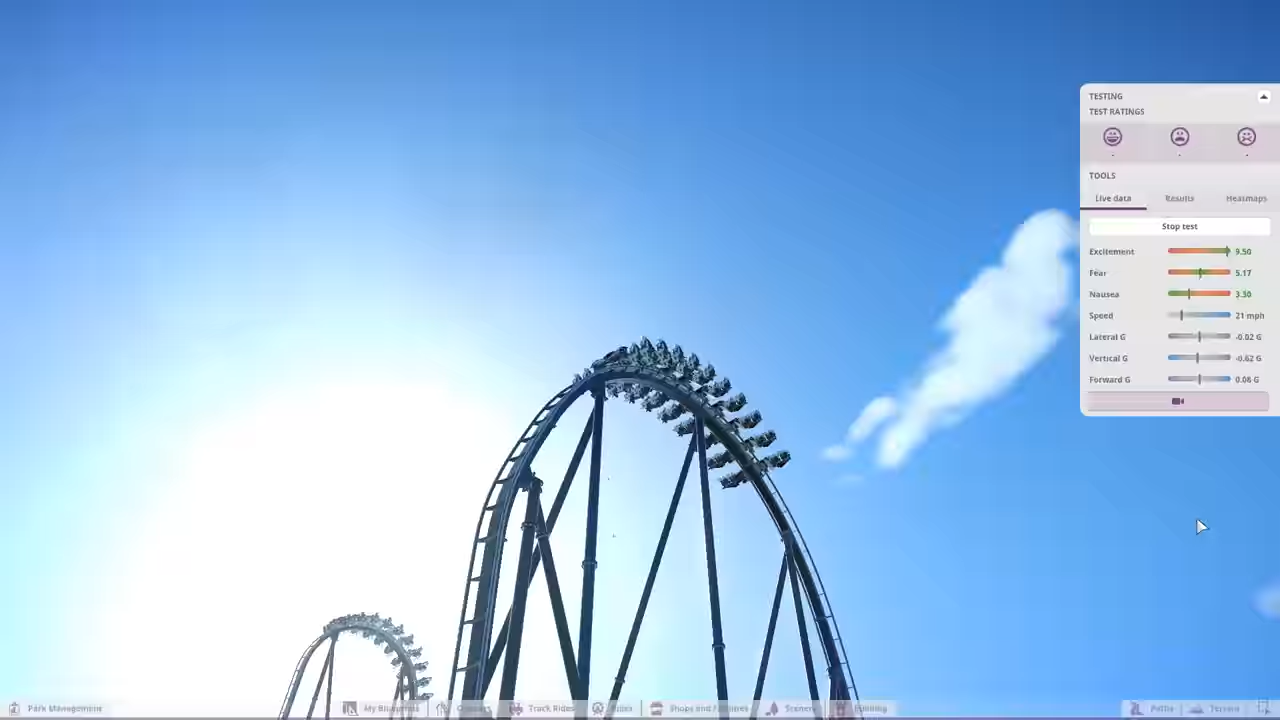 TESTING
TEST RATINGS
- - -
TOOLS
Live data Results Heatmaps
Stop test
Excitement 9.50
Fear 5.17
Nausea 3.30
Speed 21 mph
Lateral G -0.02 G
Vertical G -0.62 G
Forward G 0.06 G
Park Management My Blueprints Coasters Track Rides Rides Shops and Facilities Scenery Building Paths Terrain